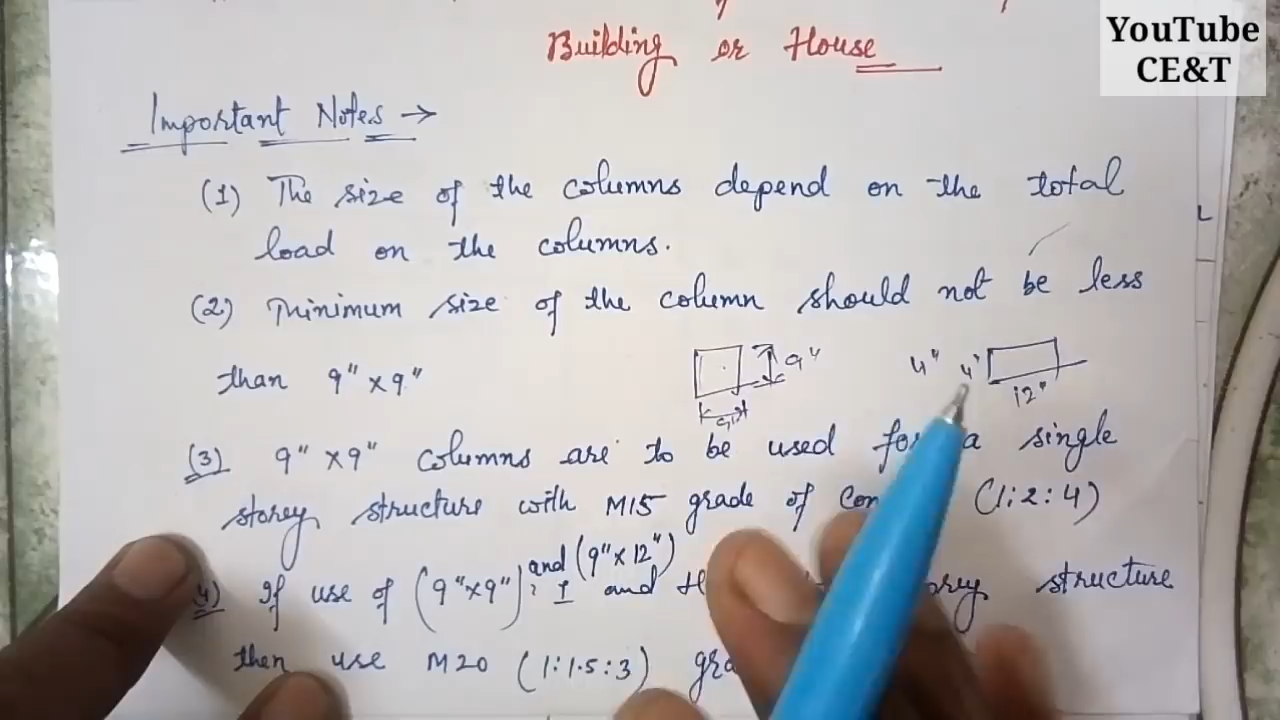 YouTube
CE&T
Building or House
Important Notes →
(1) The size of the columns depend on the total
load on the columns.
(2) Minimum size of the column should not be less
than 9" x 9"
9"
9"
4" 4"
12"
(3) 9" x 9" columns are to be used for a single
storey structure with M15 grade of (1:2:4)
and (9" x 12")
(4) If use of (9" x 9") I and structure
then use M20 (1:1.5:3)